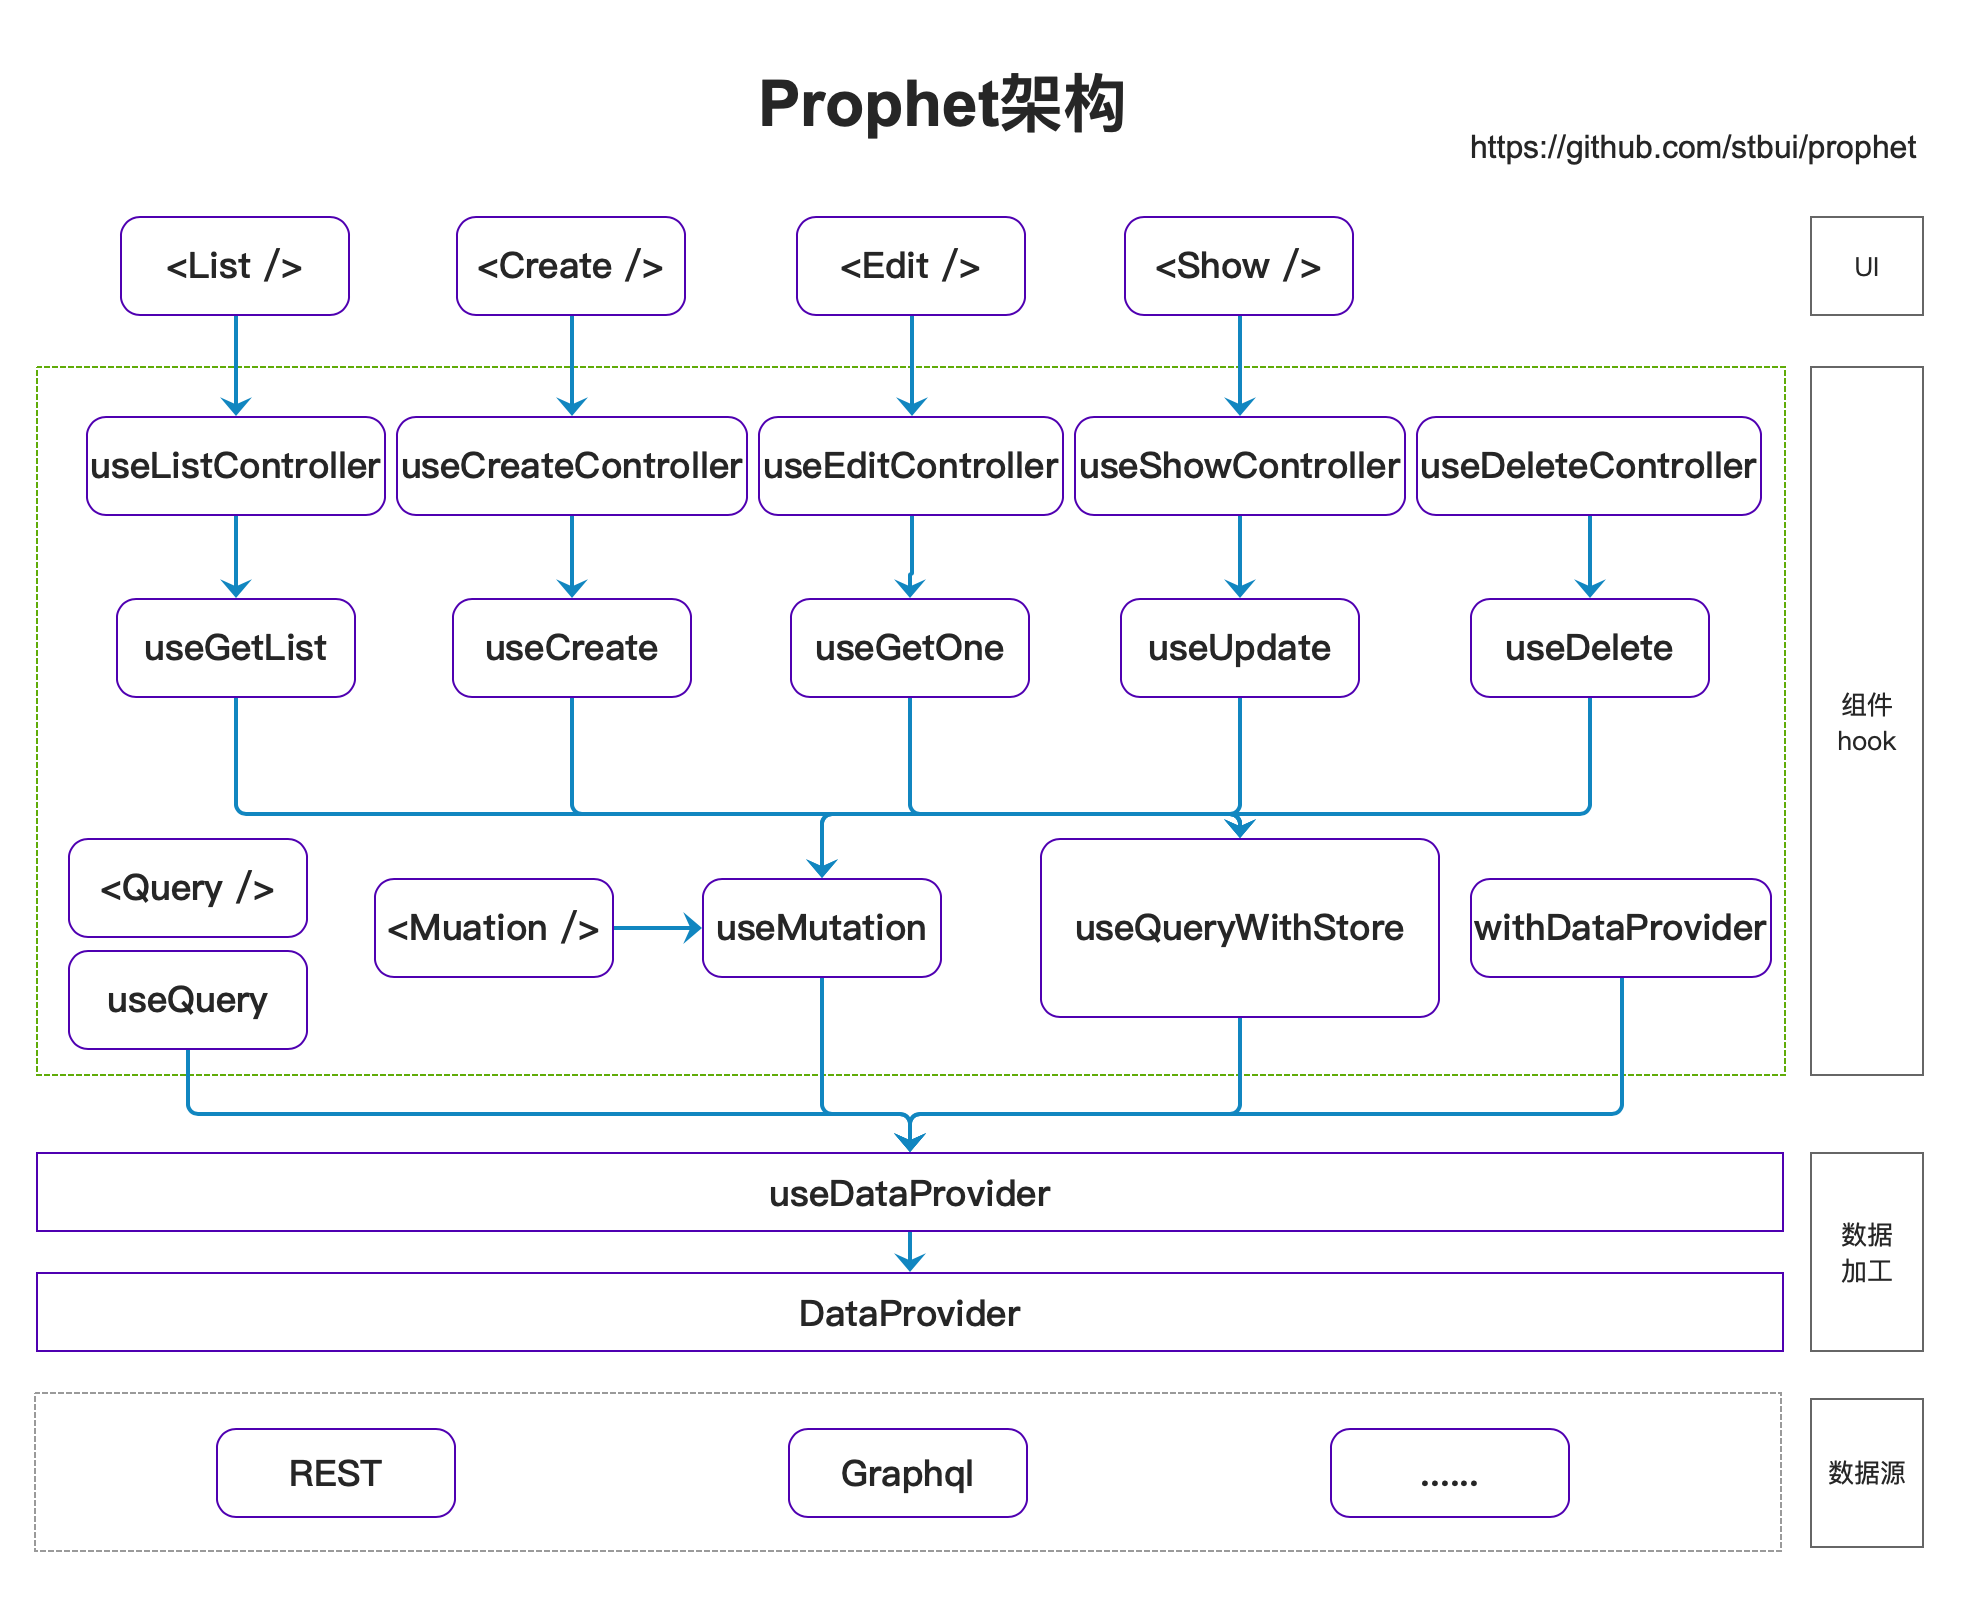 Prophet架构
https://github.com/stbui/prophet
<List />
<Create />
<Edit />
<Show />
UI
useListController
useCreateController
useEditController
useShowController
useDeleteController
useGetList
useCreate
useGetOne
useUpdate
useDelete
组件
hook
<Query />
<Muation />
useMutation
useQueryWithStore
withDataProvider
useQuery
useDataProvider
数据
加工
DataProvider
REST
Graphql
......
数据源